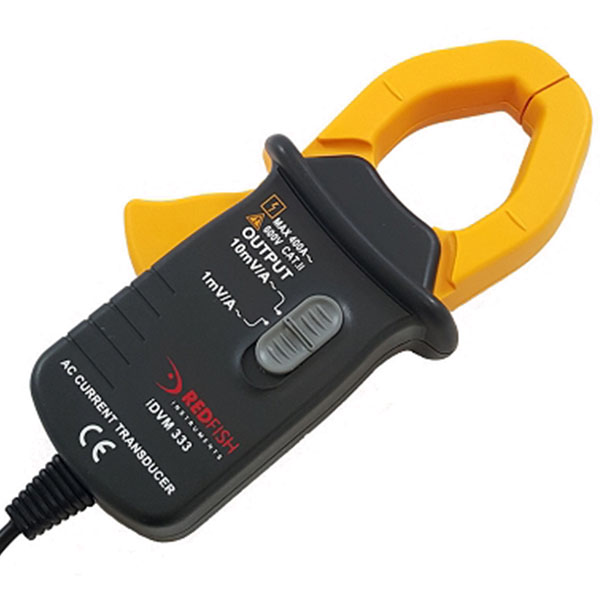 MAX 400A~
600V CAT.II
OUTPUT
10mV/A~
1mV/A~
REDFISH
INSTRUMENTS
iDVM 333
AC CURRENT TRANSDUCER
CE